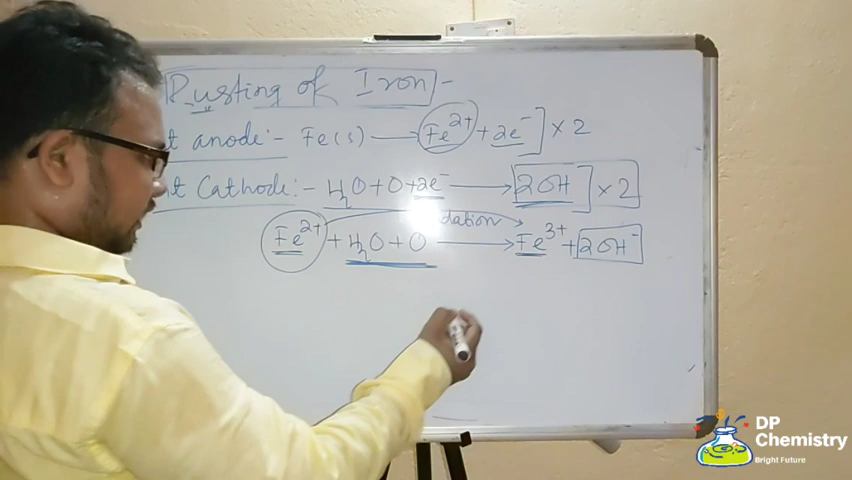 Rusting of Iron -
t anode:- Fe(s) ⟶ Fe²⁺ + 2e⁻ ] × 2
t Cathode:- H₂O + O + 2e⁻ ⟶ 2OH ] × 2
dation
Fe²⁺ + H₂O + O ⟶ Fe³⁺ + 2OH⁻
DP
Chemistry
Bright Future